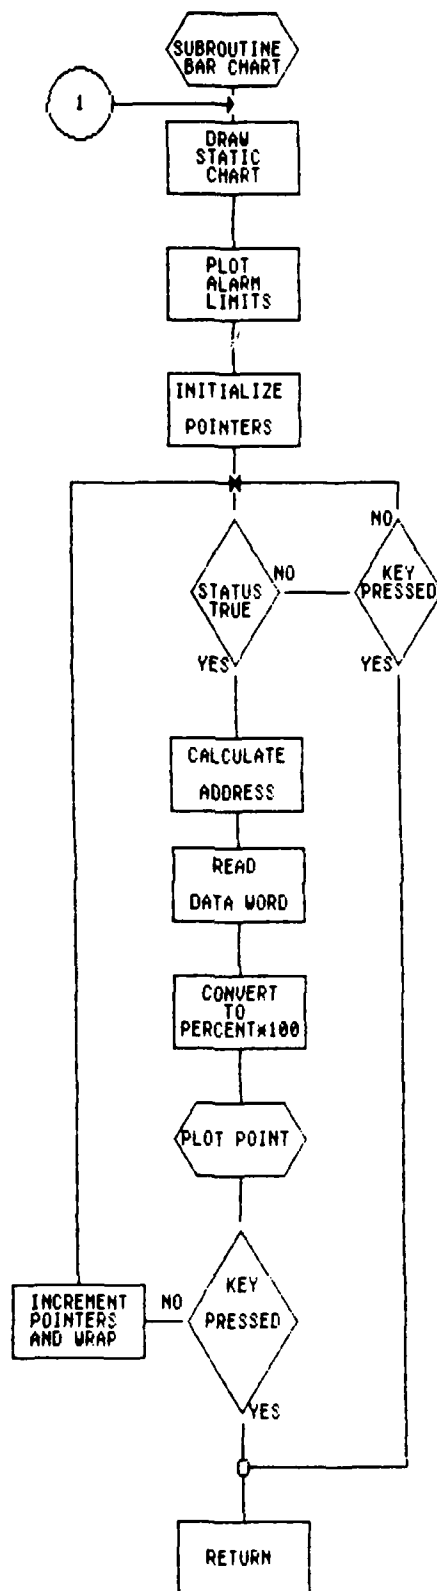 SUBROUTINE
BAR CHART
1
DRAW
STATIC
CHART
PLOT
ALARM
LIMITS
INITIALIZE
POINTERS
NO
STATUS
TRUE
NO
KEY
PRESSED
YES
YES
CALCULATE
ADDRESS
READ
DATA WORD
CONVERT
TO
PERCENT*100
PLOT POINT
INCREMENT
POINTERS
AND WRAP
NO
KEY
PRESSED
YES
RETURN